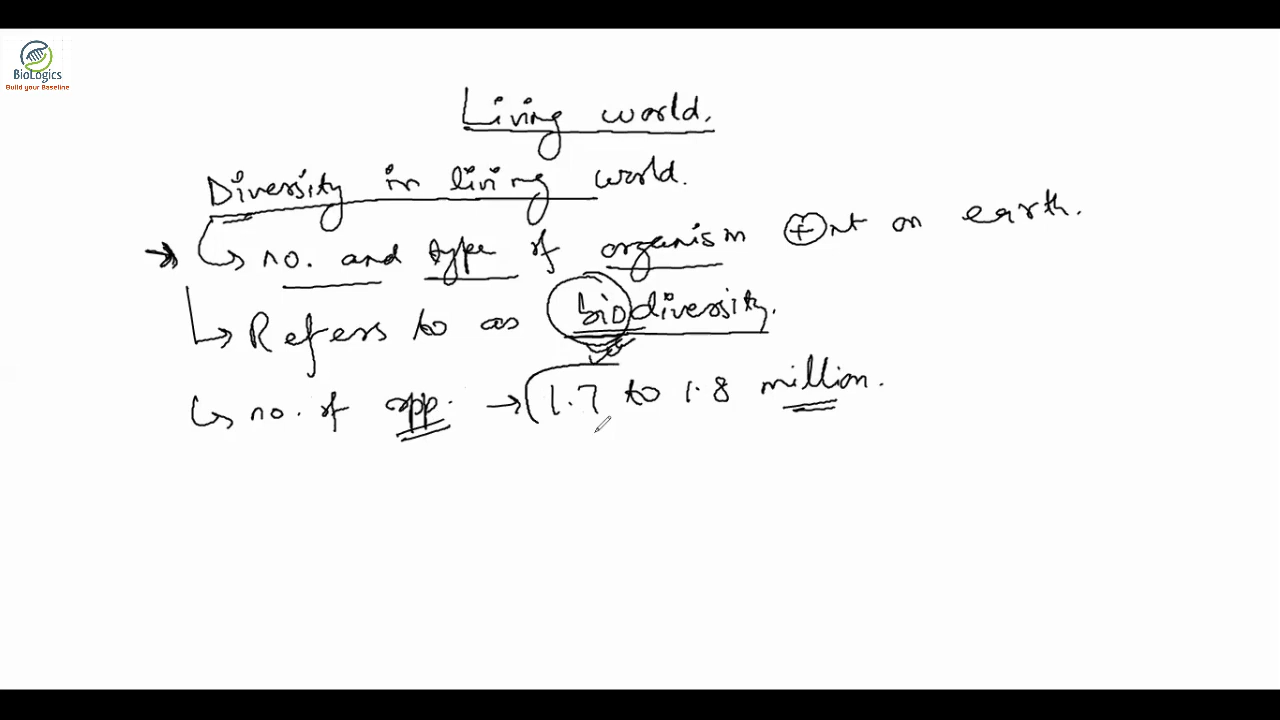 BioLogics
Build your Baseline
Living world.
Diversity in living world.
→ no. and type of organism ⊕nt on earth.
↳ Refers to as biodiversity.
↳ no. of spp. → 1.7 to 1.8 million.